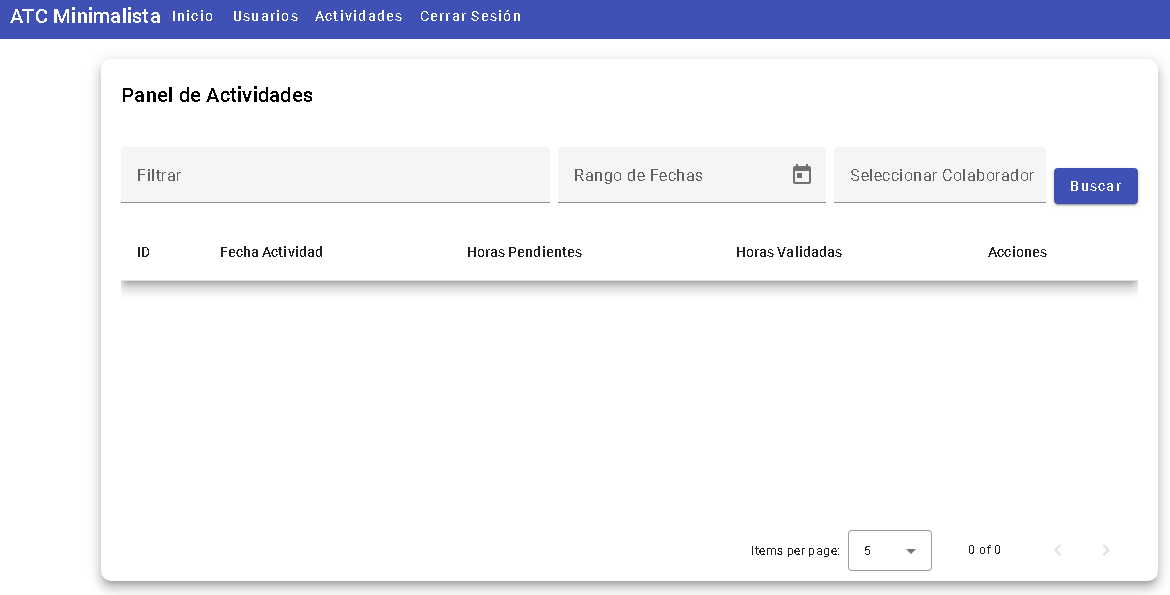 ATC Minimalista Inicio Usuarios Actividades Cerrar Sesión
Panel de Actividades
Filtrar Rango de Fechas Seleccionar Colaborador Buscar
ID Fecha Actividad Horas Pendientes Horas Validadas Acciones
Items per page: 5 0 of 0